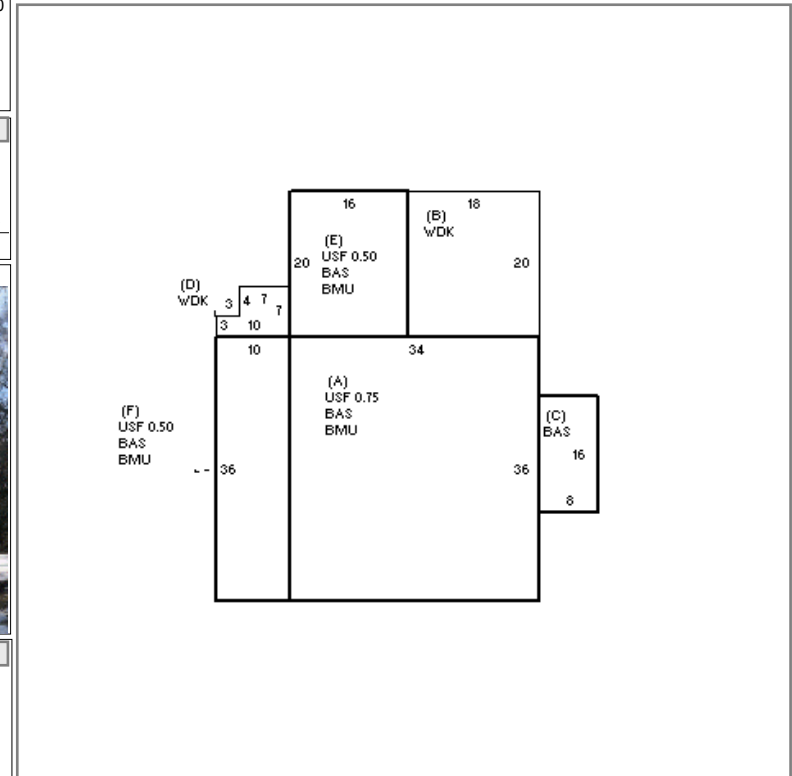 16
18
(B)
WDK
(E)
USF 0.50
BAS
BMU
20
20
(D)
WDK
3
4
7
7
3
10
10
34
(A)
USF 0.75
BAS
BMU
(F)
USF 0.50
BAS
BMU
36
36
(C)
BAS
16
8